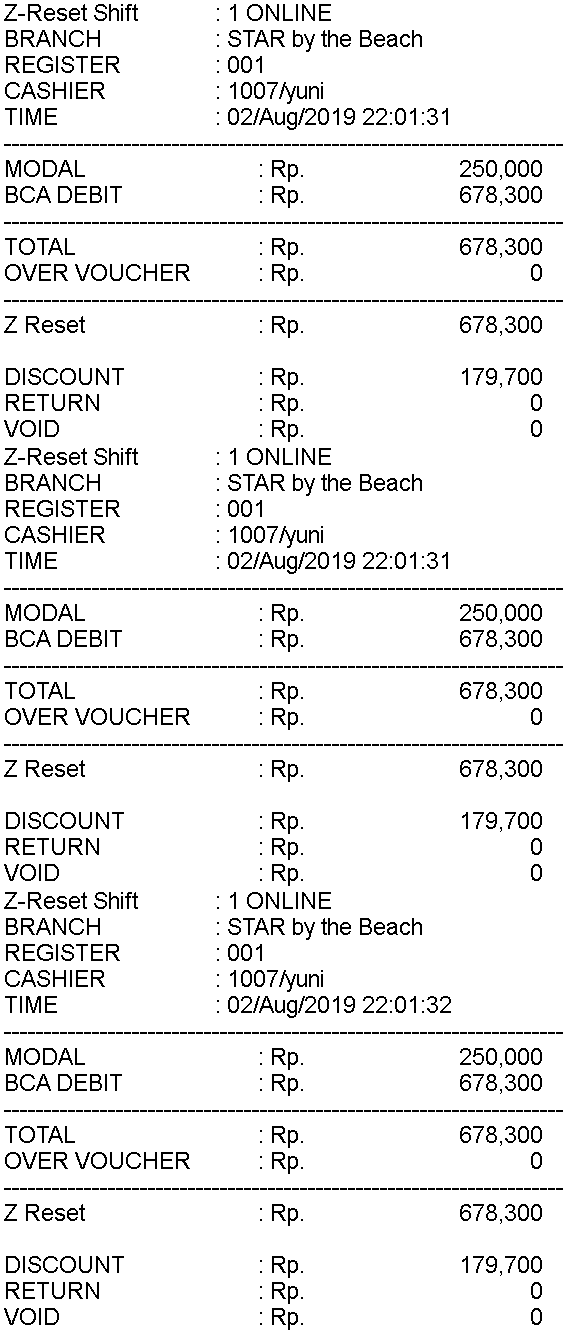 Z-Reset Shift : 1 ONLINE
BRANCH : STAR by the Beach
REGISTER : 001
CASHIER : 1007/yuni
TIME : 02/Aug/2019 22:01:31
----------------------------------------------------------------------
MODAL : Rp. 250,000
BCA DEBIT : Rp. 678,300
----------------------------------------------------------------------
TOTAL : Rp. 678,300
OVER VOUCHER : Rp. 0
----------------------------------------------------------------------
Z Reset : Rp. 678,300
DISCOUNT : Rp. 179,700
RETURN : Rp. 0
VOID : Rp. 0
Z-Reset Shift : 1 ONLINE
BRANCH : STAR by the Beach
REGISTER : 001
CASHIER : 1007/yuni
TIME : 02/Aug/2019 22:01:31
----------------------------------------------------------------------
MODAL : Rp. 250,000
BCA DEBIT : Rp. 678,300
----------------------------------------------------------------------
TOTAL : Rp. 678,300
OVER VOUCHER : Rp. 0
----------------------------------------------------------------------
Z Reset : Rp. 678,300
DISCOUNT : Rp. 179,700
RETURN : Rp. 0
VOID : Rp. 0
Z-Reset Shift : 1 ONLINE
BRANCH : STAR by the Beach
REGISTER : 001
CASHIER : 1007/yuni
TIME : 02/Aug/2019 22:01:32
----------------------------------------------------------------------
MODAL : Rp. 250,000
BCA DEBIT : Rp. 678,300
----------------------------------------------------------------------
TOTAL : Rp. 678,300
OVER VOUCHER : Rp. 0
----------------------------------------------------------------------
Z Reset : Rp. 678,300
DISCOUNT : Rp. 179,700
RETURN : Rp. 0
VOID : Rp. 0